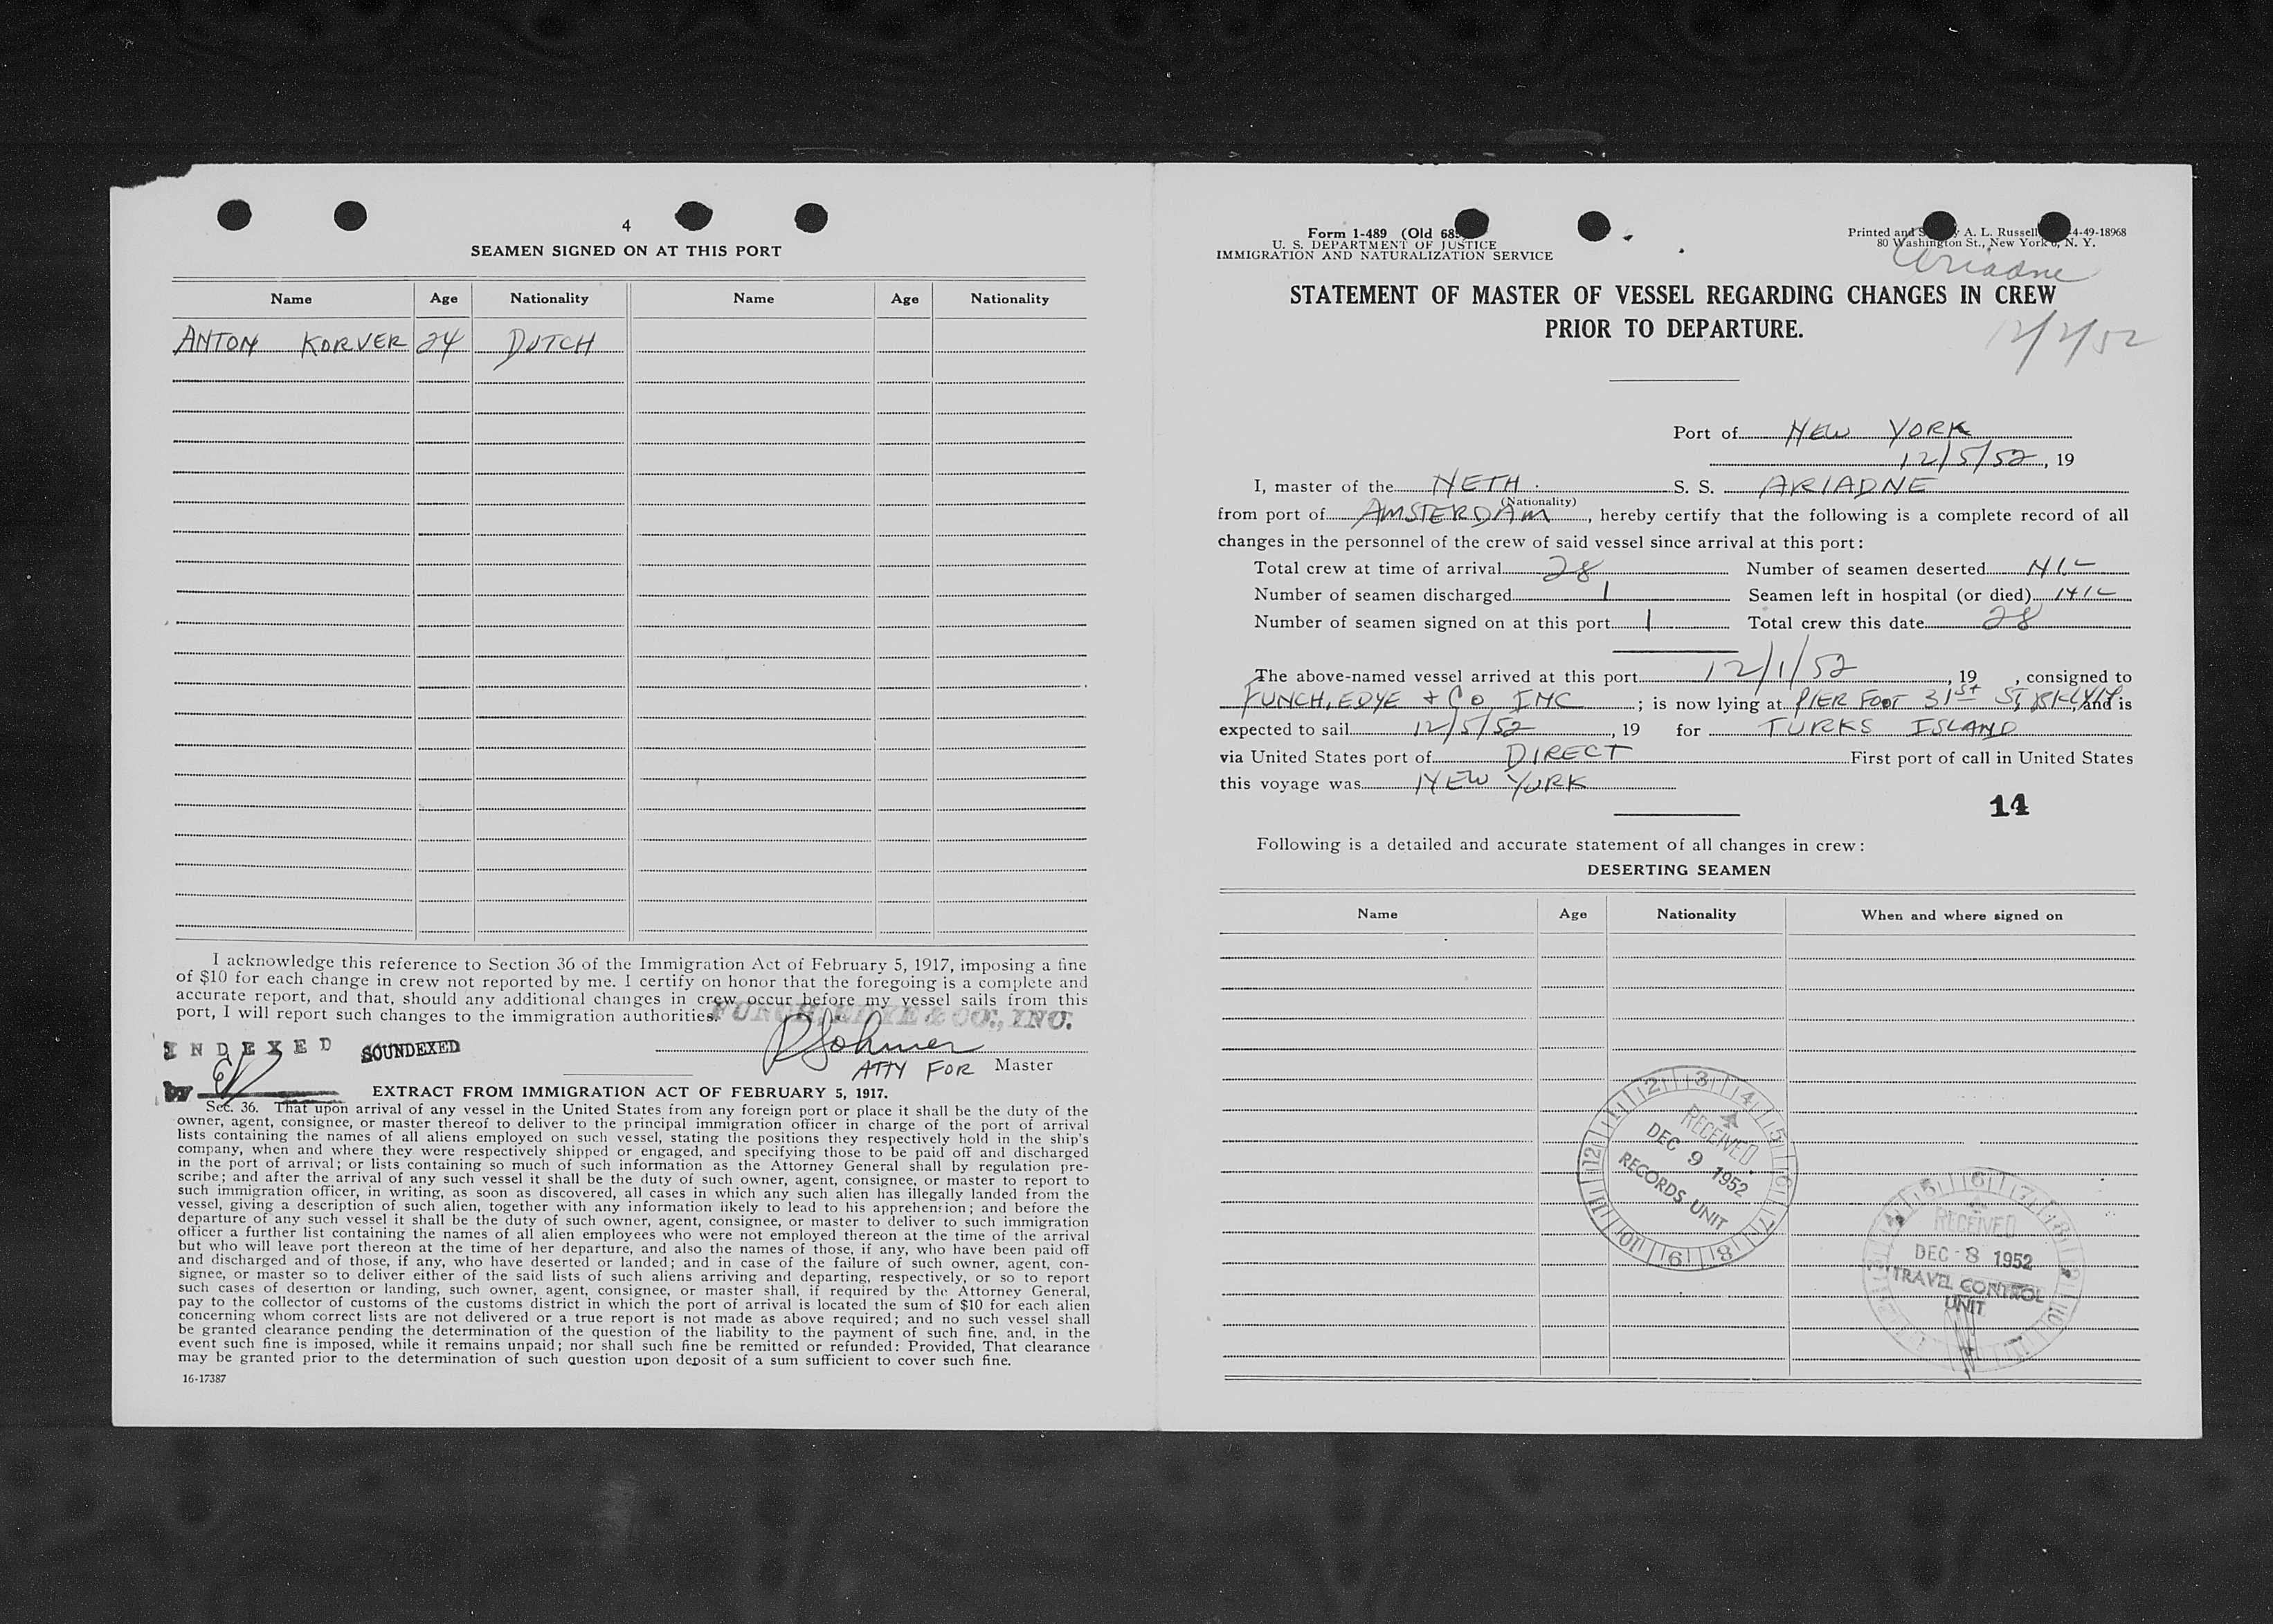 4
SEAMEN SIGNED ON AT THIS PORT
Name Age Nationality Name Age Nationality
ANTON KORVER 24 DUTCH
I acknowledge this reference to Section 36 of the Immigration Act of February 5, 1917, imposing a fine
of $10 for each change in crew not reported by me. I certify on honor that the foregoing is a complete and
accurate report, and that, should any additional changes in crew occur before my vessel sails from this
port, I will report such changes to the immigration authorities.
FUNCH, EDYE & CO., INC.
INDEXED SOUNDEXED
ATTY FOR Master
by
EXTRACT FROM IMMIGRATION ACT OF FEBRUARY 5, 1917.
Sec. 36. That upon arrival of any vessel in the United States from any foreign port or place it shall be the duty of the
owner, agent, consignee, or master thereof to deliver to the principal immigration officer in charge of the port of arrival
lists containing the names of all aliens employed on such vessel, stating the positions they respectively hold in the ship's
company, when and where they were respectively shipped or engaged, and specifying those to be paid off and discharged
in the port of arrival; or lists containing so much of such information as the Attorney General shall by regulation pre-
scribe; and after the arrival of any such vessel it shall be the duty of such owner, agent, consignee, or master to report to
such immigration officer, in writing, as soon as discovered, all cases in which any such alien has illegally landed from the
vessel, giving a description of such alien, together with any information likely to lead to his apprehension; and before the
departure of any such vessel it shall be the duty of such owner, agent, consignee, or master to deliver to such immigration
officer a further list containing the names of all alien employees who were not employed thereon at the time of the arrival
but who will leave port thereon at the time of her departure, and also the names of those, if any, who have been paid off
and discharged and of those, if any, who have deserted or landed; and in case of the failure of such owner, agent, con-
signee, or master so to deliver either of the said lists of such aliens arriving and departing, respectively, or so to report
such cases of desertion or landing, such owner, agent, consignee, or master shall, if required by the Attorney General,
pay to the collector of customs of the customs district in which the port of arrival is located the sum of $10 for each alien
concerning whom correct lists are not delivered or a true report is not made as above required; and no such vessel shall
be granted clearance pending the determination of the question of the liability to the payment of such fine, and, in the
event such fine is imposed, while it remains unpaid; nor shall such fine be remitted or refunded: Provided, That clearance
may be granted prior to the determination of such question upon deposit of a sum sufficient to cover such fine.
16-17387
Form 1-489 (Old 68
U. S. DEPARTMENT OF JUSTICE
IMMIGRATION AND NATURALIZATION SERVICE
Printed and S A. L. Russell 4-49-18968
80 Washington St., New York 6, N. Y.
Ariadne
STATEMENT OF MASTER OF VESSEL REGARDING CHANGES IN CREW
PRIOR TO DEPARTURE.
12/2/52
Port of NEW YORK
12/5/52, 19
I, master of the NETH. S. S. ARIADNE
(Nationality)
from port of AMSTERDAM, hereby certify that the following is a complete record of all
changes in the personnel of the crew of said vessel since arrival at this port:
Total crew at time of arrival 28 Number of seamen deserted NIL
Number of seamen discharged 1 Seamen left in hospital (or died) NIL
Number of seamen signed on at this port 1 Total crew this date 28
The above-named vessel arrived at this port 12/1/52, 19 , consigned to
FUNCH, EDYE & Co INC; is now lying at PIER FOOT 31st ST, BKLYN, and is
expected to sail 12/5/52, 19 for TURKS ISLAND
via United States port of DIRECT First port of call in United States
this voyage was NEW YORK
14
Following is a detailed and accurate statement of all changes in crew:
DESERTING SEAMEN
Name Age Nationality When and where signed on
RECEIVED
DEC 9 1952
RECORDS UNIT
RECEIVED
DEC 8 1952
TRAVEL CONTROL
UNIT